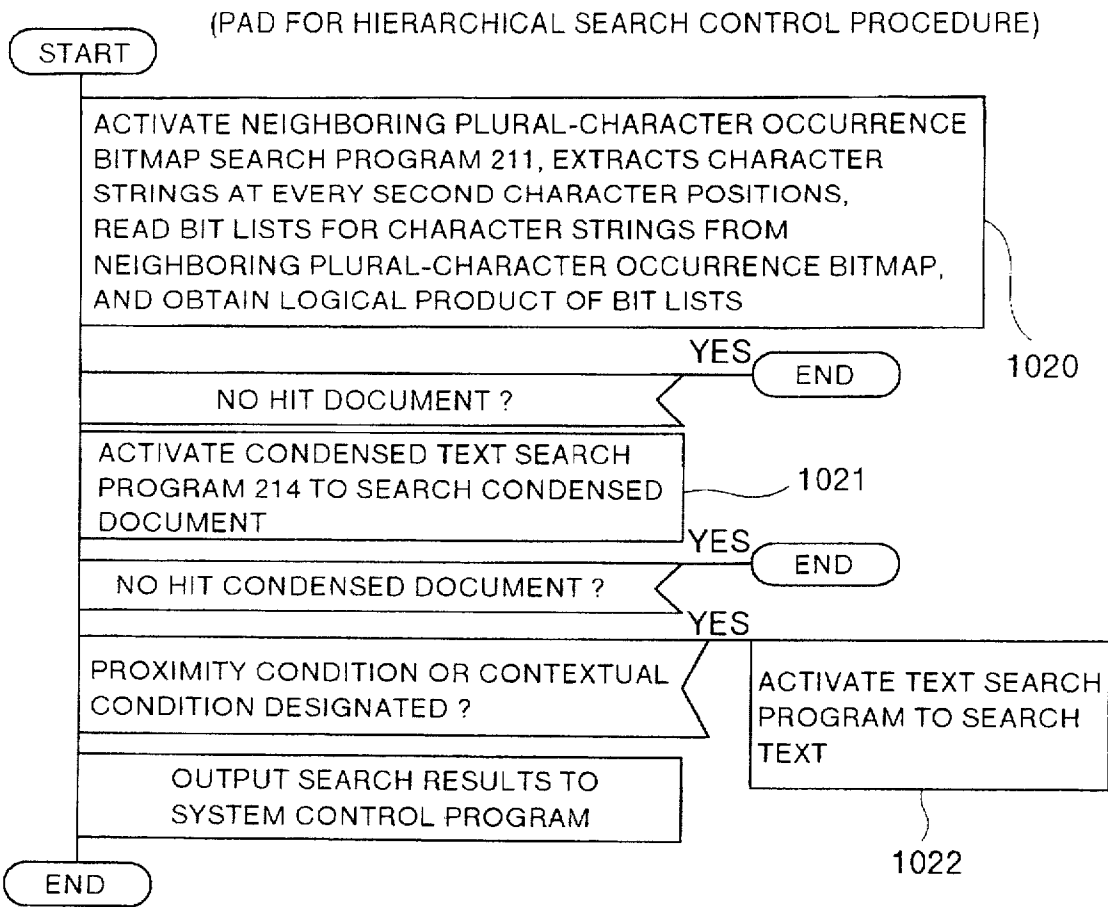 (PAD FOR HIERARCHICAL SEARCH CONTROL PROCEDURE)
START
ACTIVATE NEIGHBORING PLURAL-CHARACTER OCCURRENCE
BITMAP SEARCH PROGRAM 211, EXTRACTS CHARACTER
STRINGS AT EVERY SECOND CHARACTER POSITIONS,
READ BIT LISTS FOR CHARACTER STRINGS FROM
NEIGHBORING PLURAL-CHARACTER OCCURRENCE BITMAP,
AND OBTAIN LOGICAL PRODUCT OF BIT LISTS
1020
NO HIT DOCUMENT ?
YES
END
ACTIVATE CONDENSED TEXT SEARCH
PROGRAM 214 TO SEARCH CONDENSED
DOCUMENT
1021
NO HIT CONDENSED DOCUMENT ?
YES
END
PROXIMITY CONDITION OR CONTEXTUAL
CONDITION DESIGNATED ?
YES
ACTIVATE TEXT SEARCH
PROGRAM TO SEARCH
TEXT
1022
OUTPUT SEARCH RESULTS TO
SYSTEM CONTROL PROGRAM
END